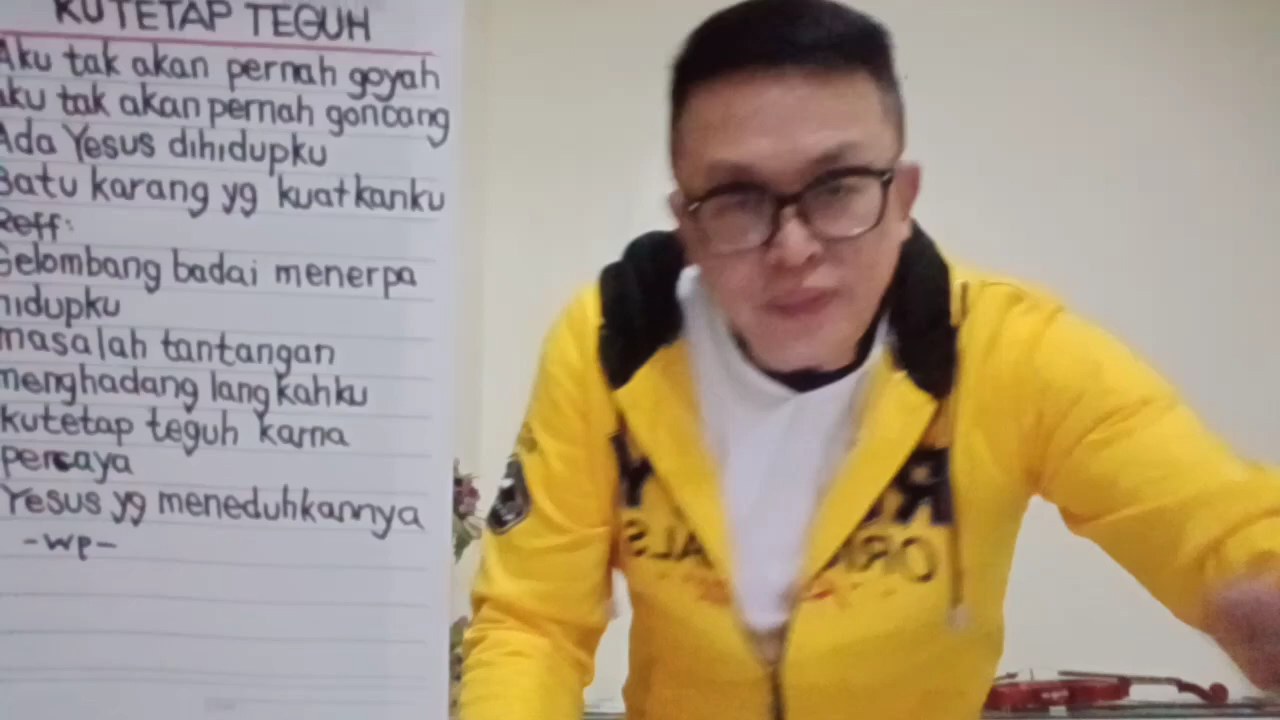 KUTETAP TEGUH
Aku tak akan pernah goyah
aku tak akan pernah goncang
Ada Yesus dihidupku
Batu karang yg kuatkanku
Reff:
Gelombang badai menerpa
hidupku
masalah tantangan
menghadang langkahku
kutetap teguh karna
percaya
Yesus yg meneduhkannya
-wp-